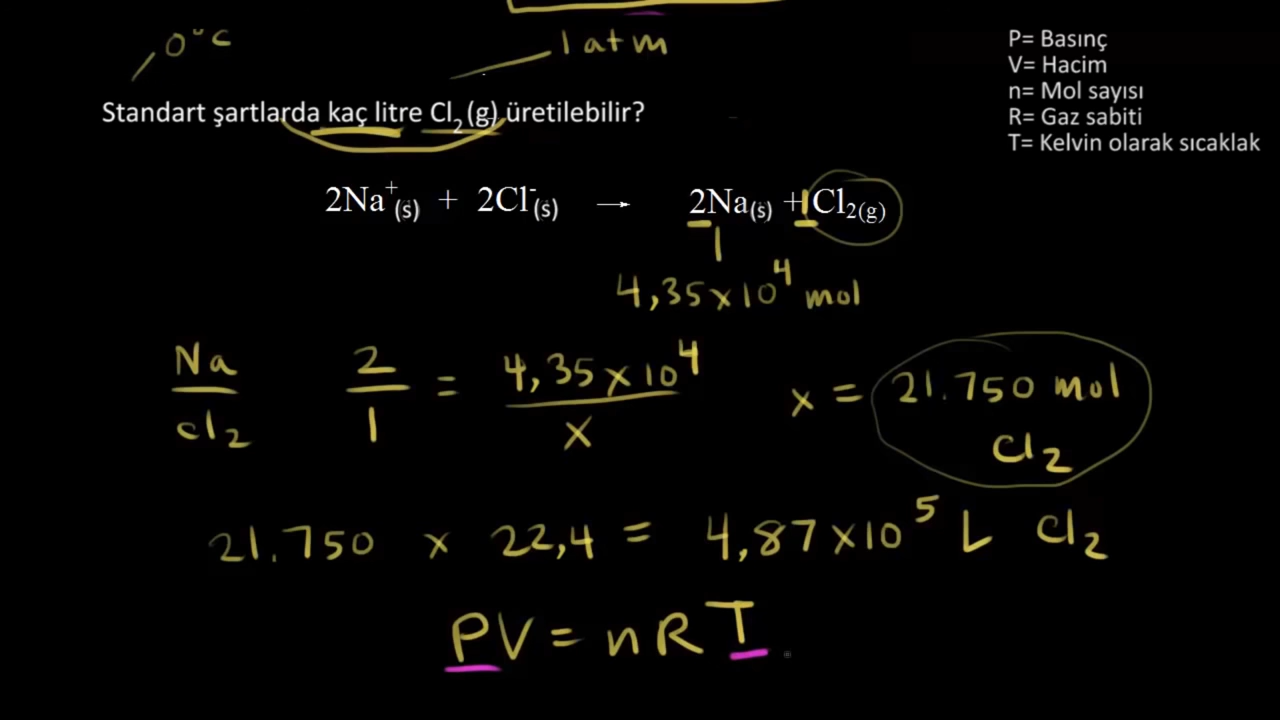 0°C
1 atm
P= Basınç
V= Hacim
n= Mol sayısı
R= Gaz sabiti
T= Kelvin olarak sıcaklak
Standart şartlarda kaç litre Cl₂(g) üretilebilir?
2Na⁺(s) + 2Cl⁻(s) → 2Na(s) + 1Cl₂(g)
4,35x10⁴ mol
Na 2 = 4,35x10⁴ x = 21.750 mol
Cl₂ 1 x Cl₂
21.750 x 22,4 = 4,87x10⁵ L Cl₂
PV = nRT